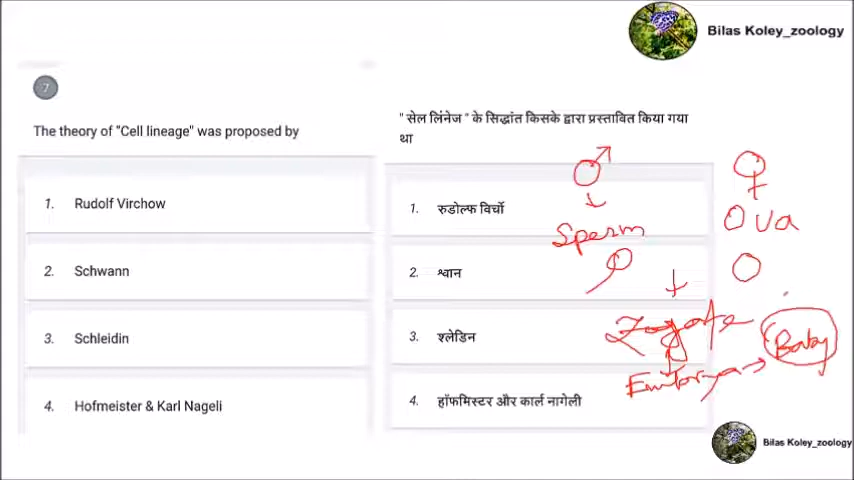 Bilas Koley_zoology
7
The theory of "Cell lineage" was proposed by
1. Rudolf Virchow
2. Schwann
3. Schleidin
4. Hofmeister & Karl Nageli
" सेल लिंनेज " के सिद्धांत किसके द्वारा प्रस्तावित किया गया
था
1. रुडोल्फ विर्चो
2. श्वान
3. श्लेडिन
4. हॉफमिस्टर और कार्ल नागेली
♂
↓
Sperm
♀
Ova
Zygote
Baby
Bilas Koley_zoology